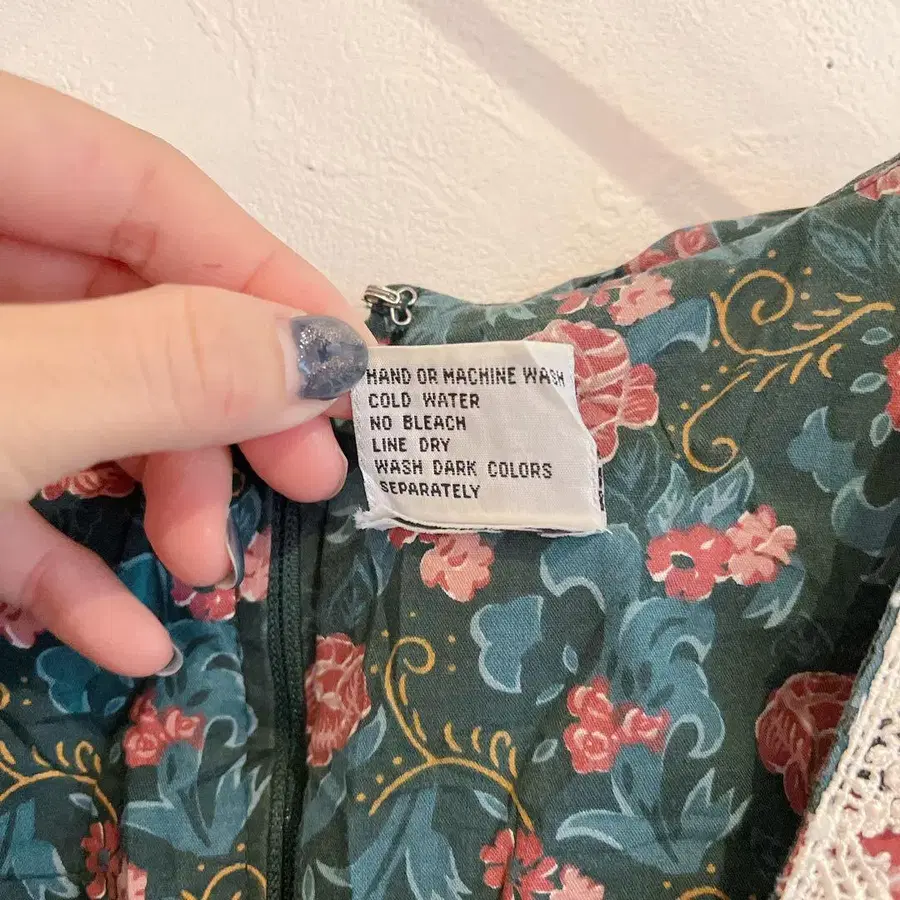 HAND OR MACHINE WASH
COLD WATER
NO BLEACH
LINE DRY
WASH DARK COLORS
SEPARATELY